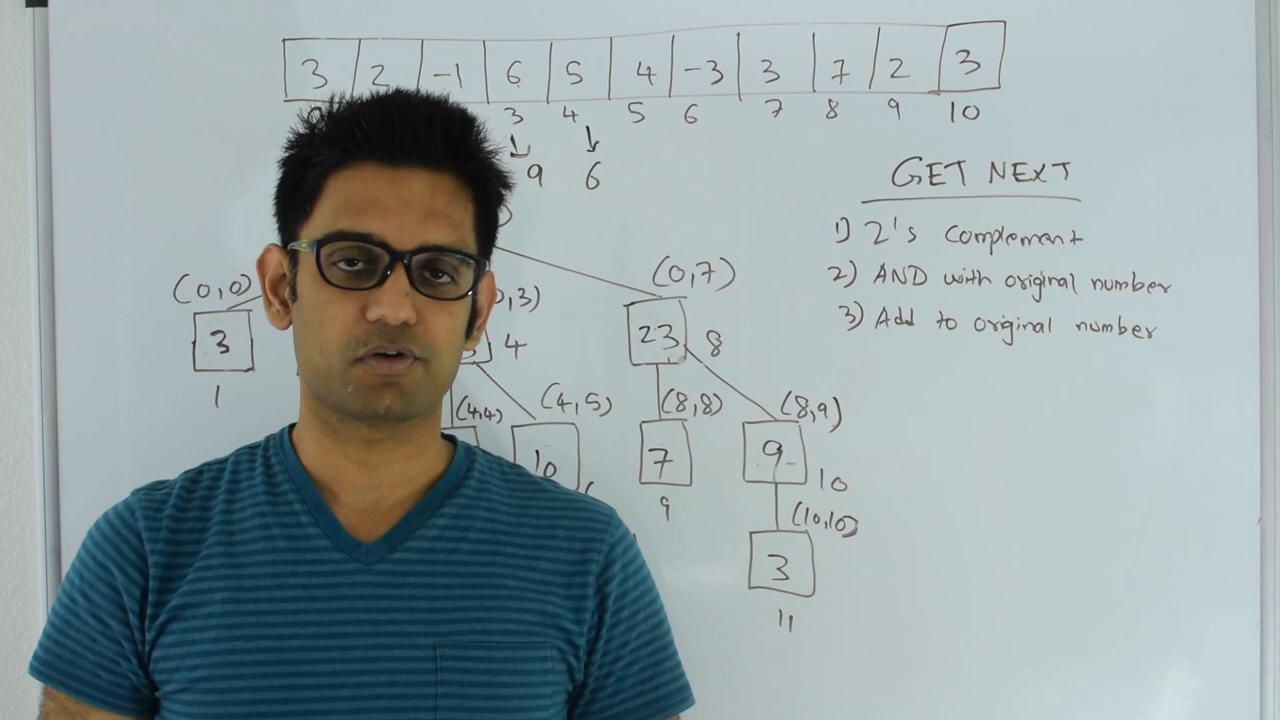 3 2 -1 6 5 4 -3 3 7 2 3
3 4 5 6 7 8 9 10
9 6
GET NEXT
1) 2's complement
2) AND with original number
3) Add to original number
(0,0) (0,7)
3 4 23 8
1
(4,4) (4,5) (8,8) (8,9)
10 7 9 10
9
(10,10)
3
11